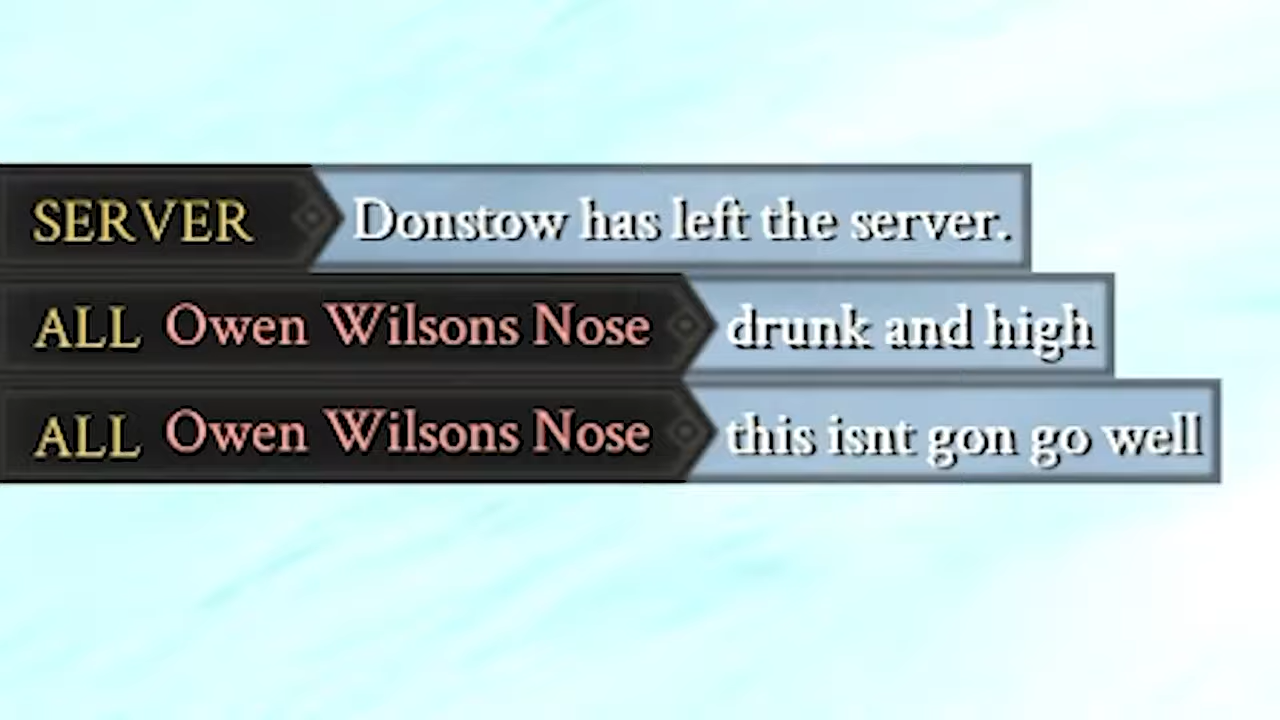 SERVER Donstow has left the server.
ALL Owen Wilsons Nose drunk and high
ALL Owen Wilsons Nose this isnt gon go well